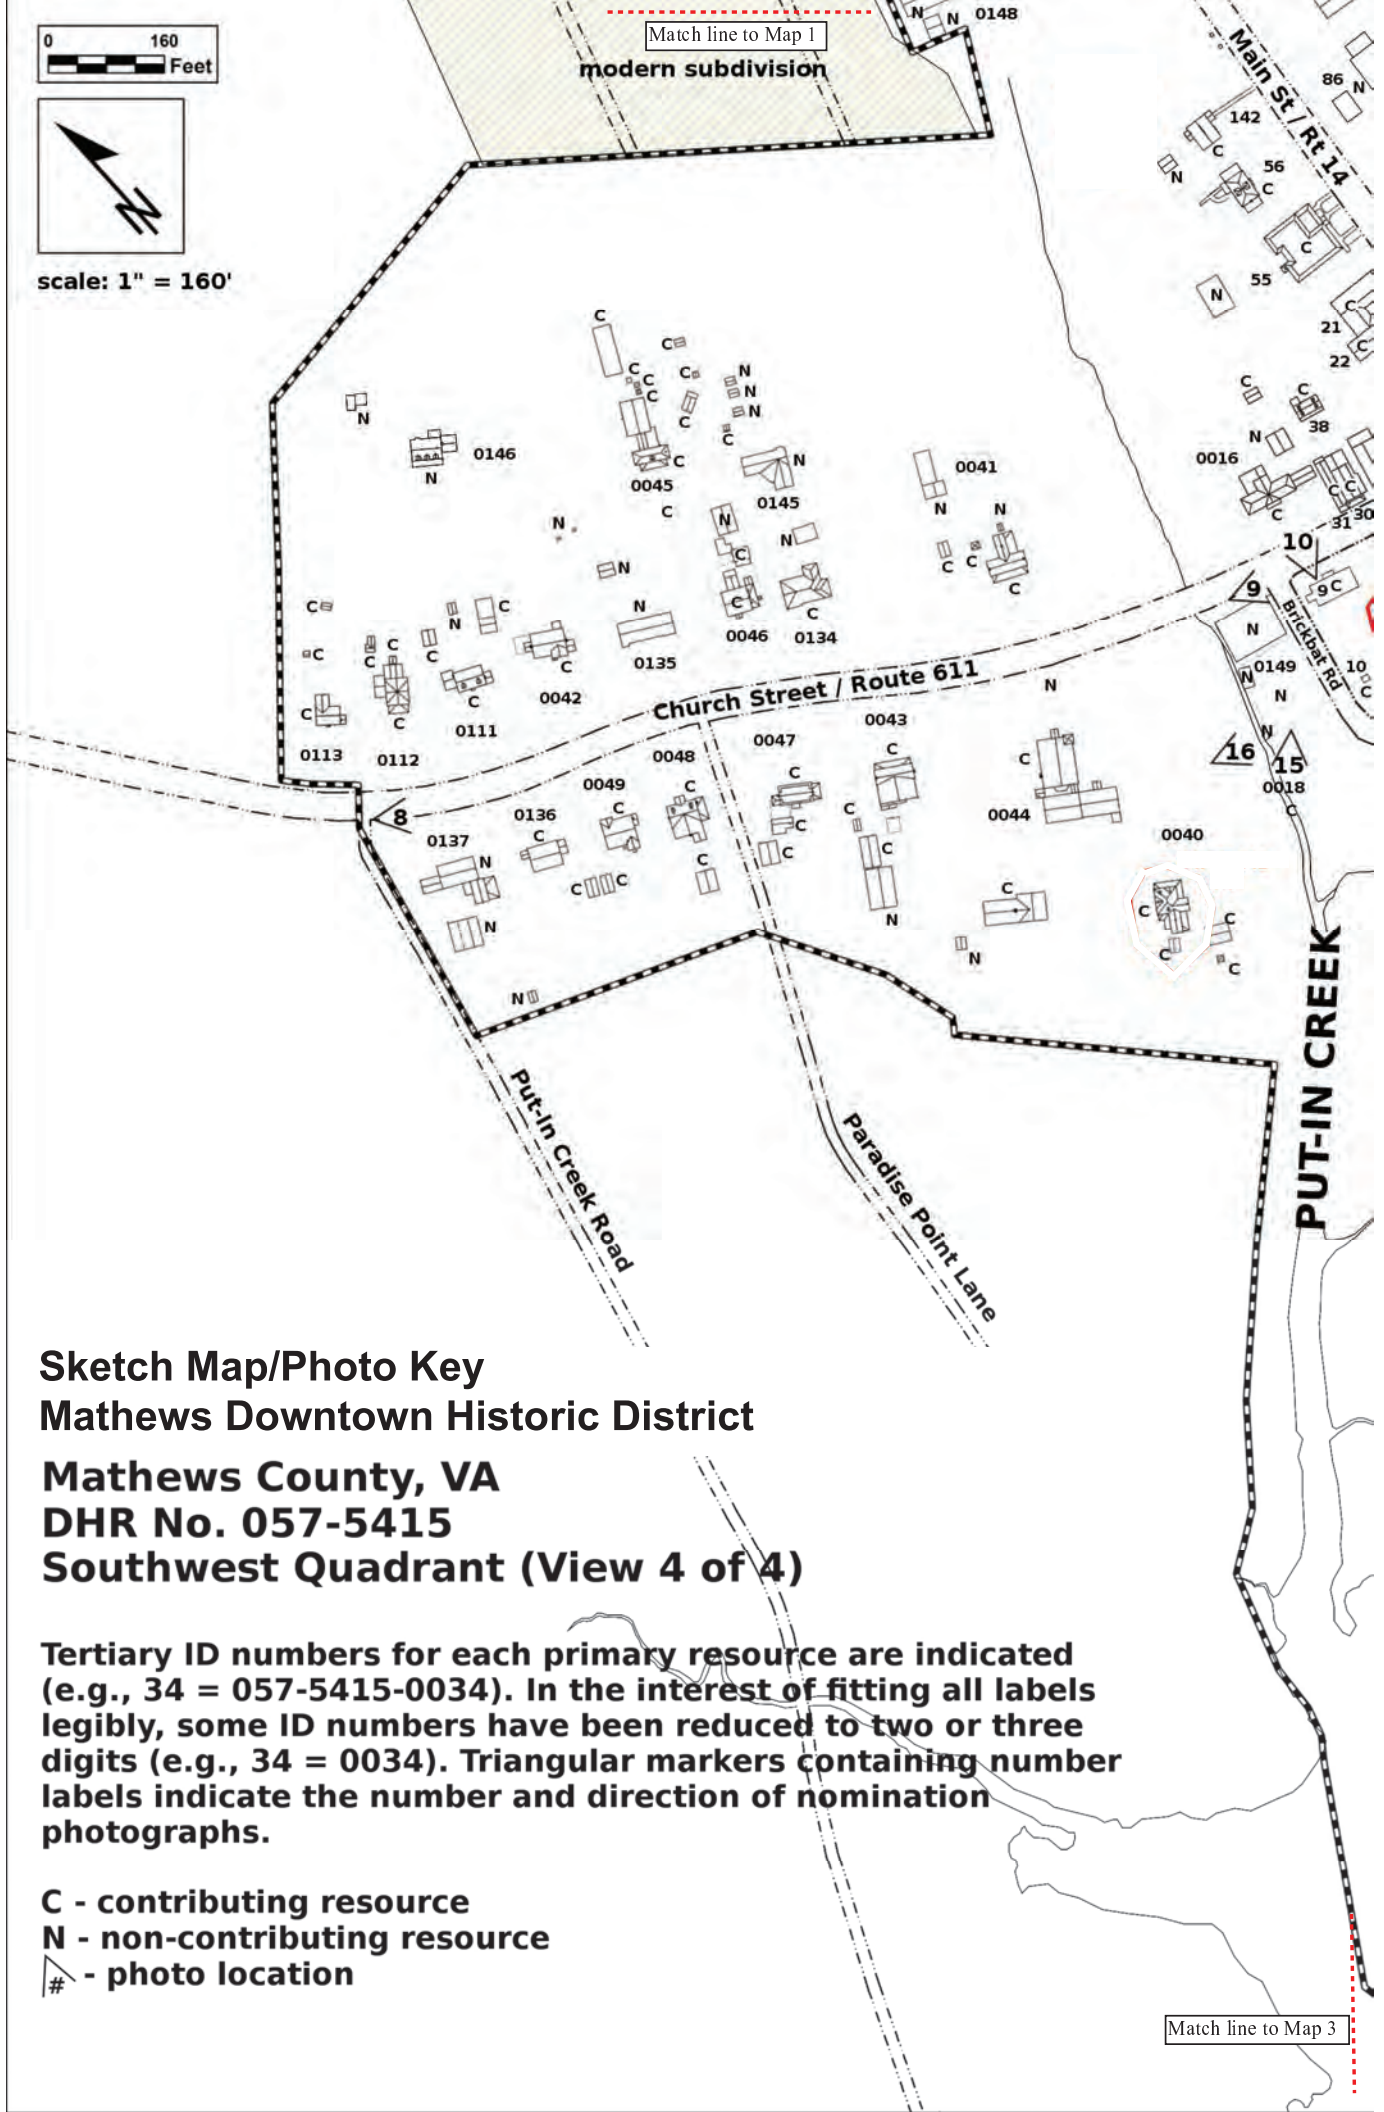 0 160
Feet
scale: 1" = 160'
Match line to Map 1
modern subdivision
N N 0148
Main St / Rt 14
86 N
142
C
N
56
C
C
55
N
C
21
C
22
C
C
38
N
0016
C C
C
31 30
C
C
C C
C
C
C
C
0045
C
N
N
N
C
N
0145
N
0146
N
0041
N
N
C C
C
N
N
N
C
C
0046
N
C
0134
N
0135
C
C
C
0113
C
C
C
0112
N
C
C
0111
C
C
0042
Church Street / Route 611
10
9
9 C
Brickbat Rd
N
0149
N
N
N
10
C
16
15
0018
C
8
0137
N
N
N
0136
C
C C
0049
C
0048
C
C
0047
C
C
C
0043
C
C
C
N
N
C
0044
C
N
0040
C
C
C
C
PUT-IN CREEK
Put-In Creek Road
Paradise Point Lane
Sketch Map/Photo Key
Mathews Downtown Historic District
Mathews County, VA
DHR No. 057-5415
Southwest Quadrant (View 4 of 4)
Tertiary ID numbers for each primary resource are indicated
(e.g., 34 = 057-5415-0034). In the interest of fitting all labels
legibly, some ID numbers have been reduced to two or three
digits (e.g., 34 = 0034). Triangular markers containing number
labels indicate the number and direction of nomination
photographs.
C - contributing resource
N - non-contributing resource
# - photo location
Match line to Map 3